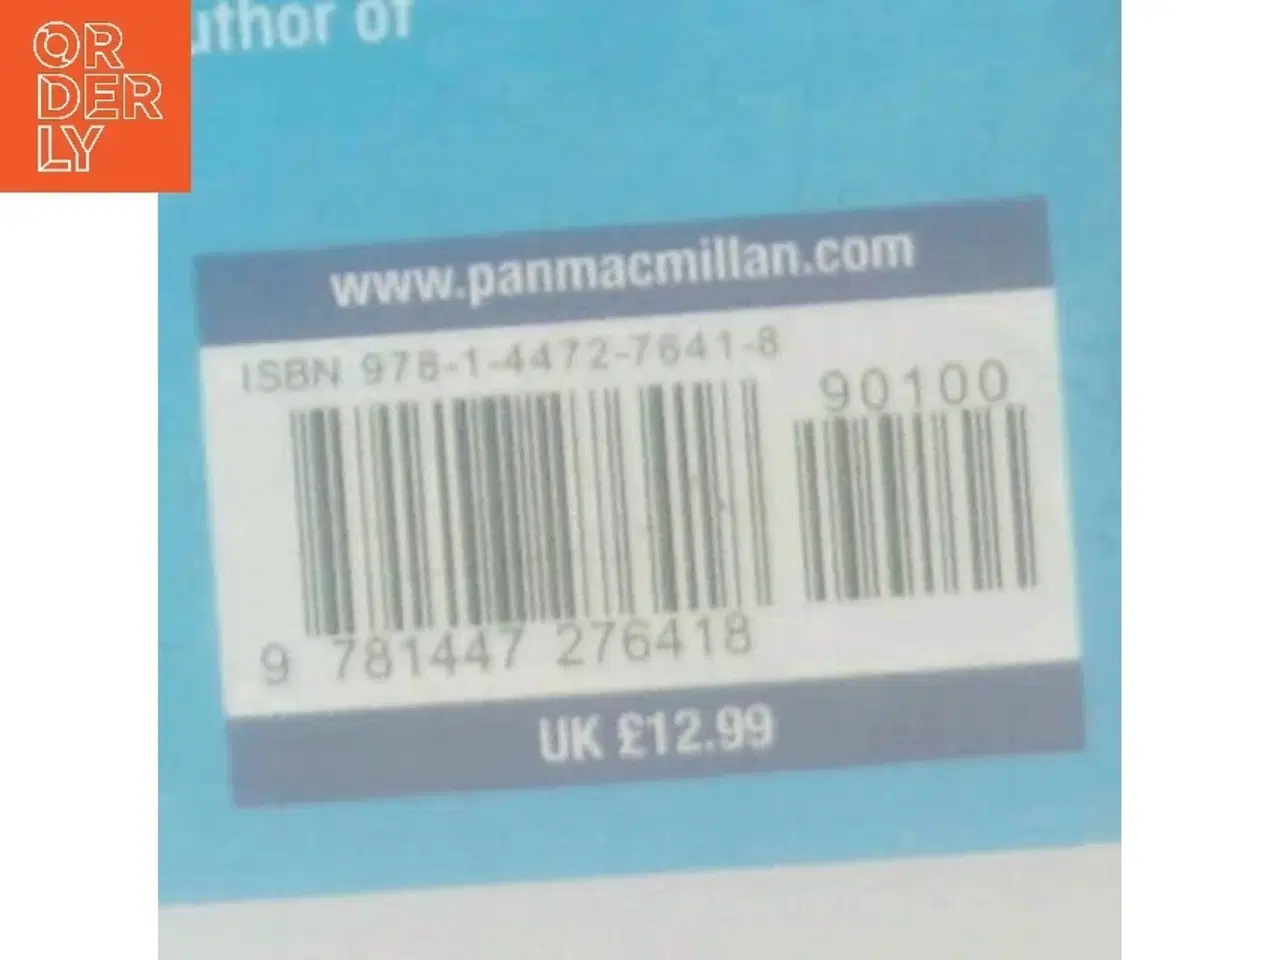 OR
DER
LY
uthor of
www.panmacmillan.com
ISBN 978-1-4472-7641-8
90100
9 781447 276418
UK £12.99